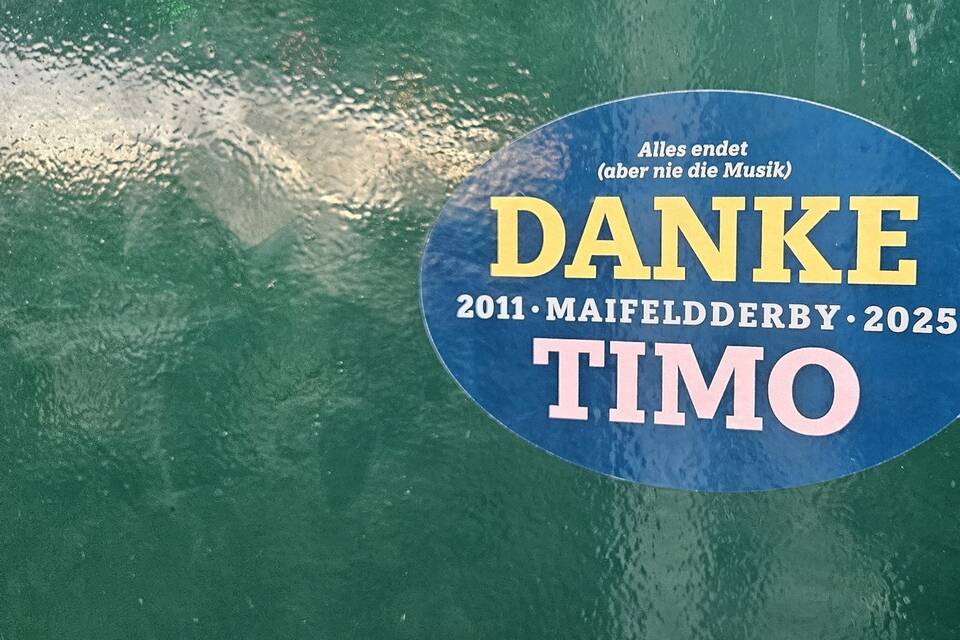 Alles endet
(aber nie die Musik)
DANKE
2011 · MAIFELDDERBY · 2025
TIMO